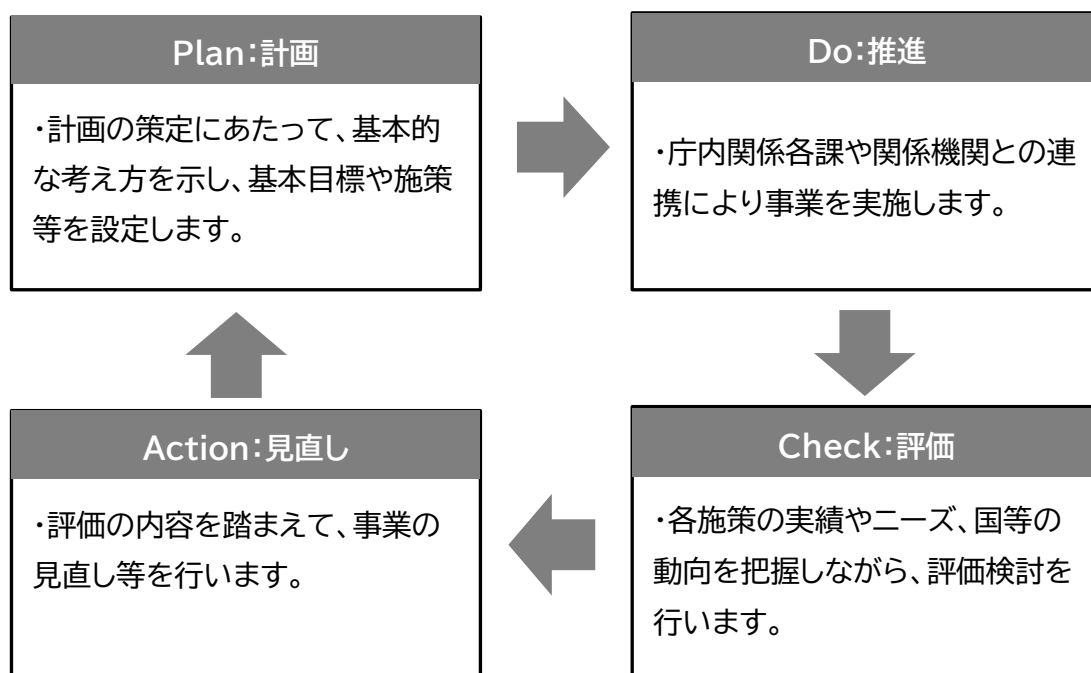 Plan:計画
・計画の策定にあたって、基本的
な考え方を示し、基本目標や施策
等を設定します。
Do:推進
・庁内関係各課や関係機関との連
携により事業を実施します。
Action:見直し
・評価の内容を踏まえて、事業の
見直し等を行います。
Check:評価
・各施策の実績やニーズ、国等の
動向を把握しながら、評価検討を
行います。